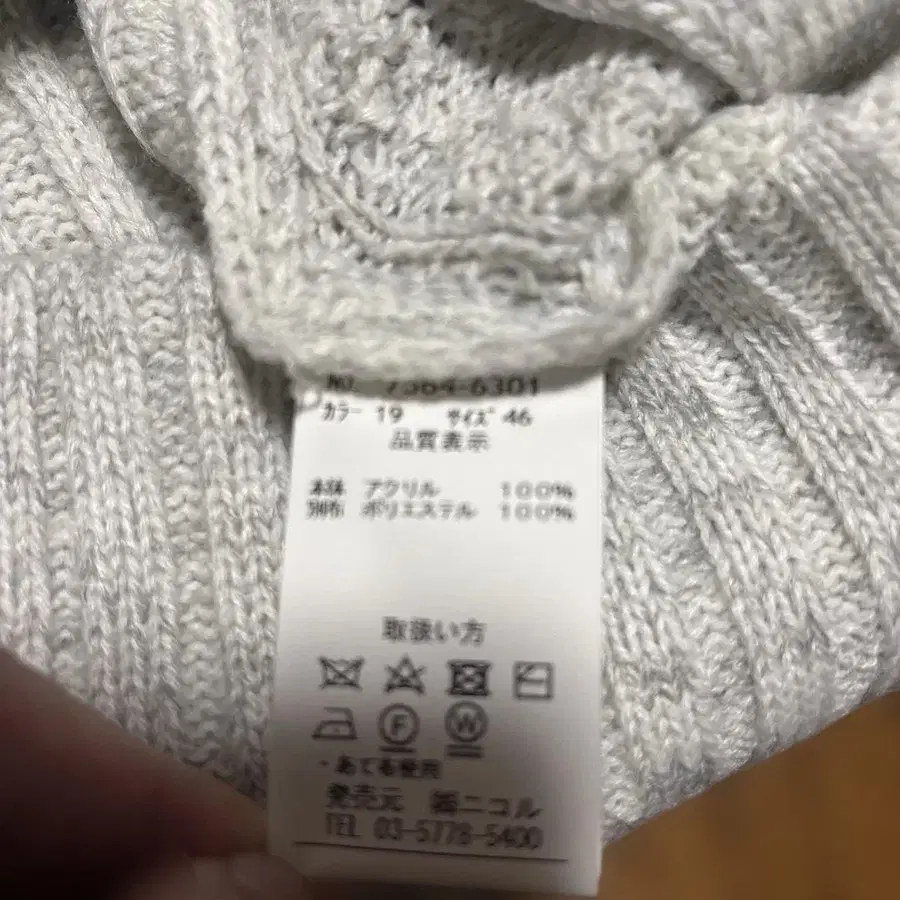 NO. 7564-6301
カラー 19 サイズ 46
品質表示
本体 アクリル 100%
別布 ポリエステル 100%
取扱い方
F W
・あて布使用
発売元 ㈱ニコル
TEL 03-5778-5400